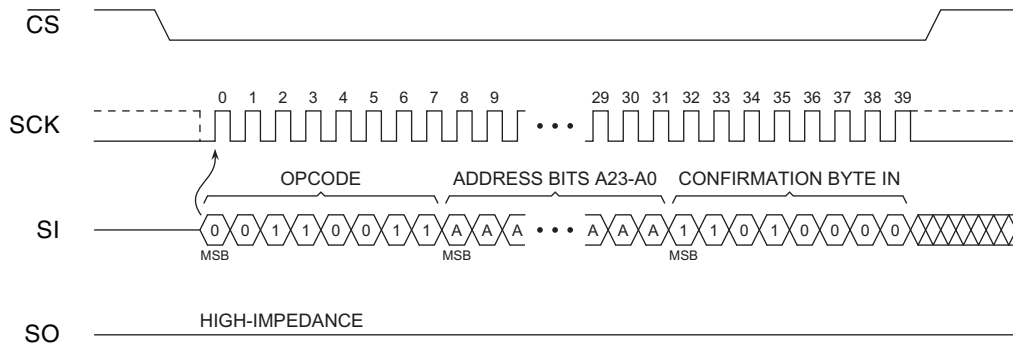 CS
SCK
0 1 2 3 4 5 6 7 8 9 29 30 31 32 33 34 35 36 37 38 39
OPCODE ADDRESS BITS A23-A0 CONFIRMATION BYTE IN
SI
0 0 1 1 0 0 1 1 A A A A A A 1 1 0 1 0 0 0 0
MSB MSB MSB
HIGH-IMPEDANCE
SO